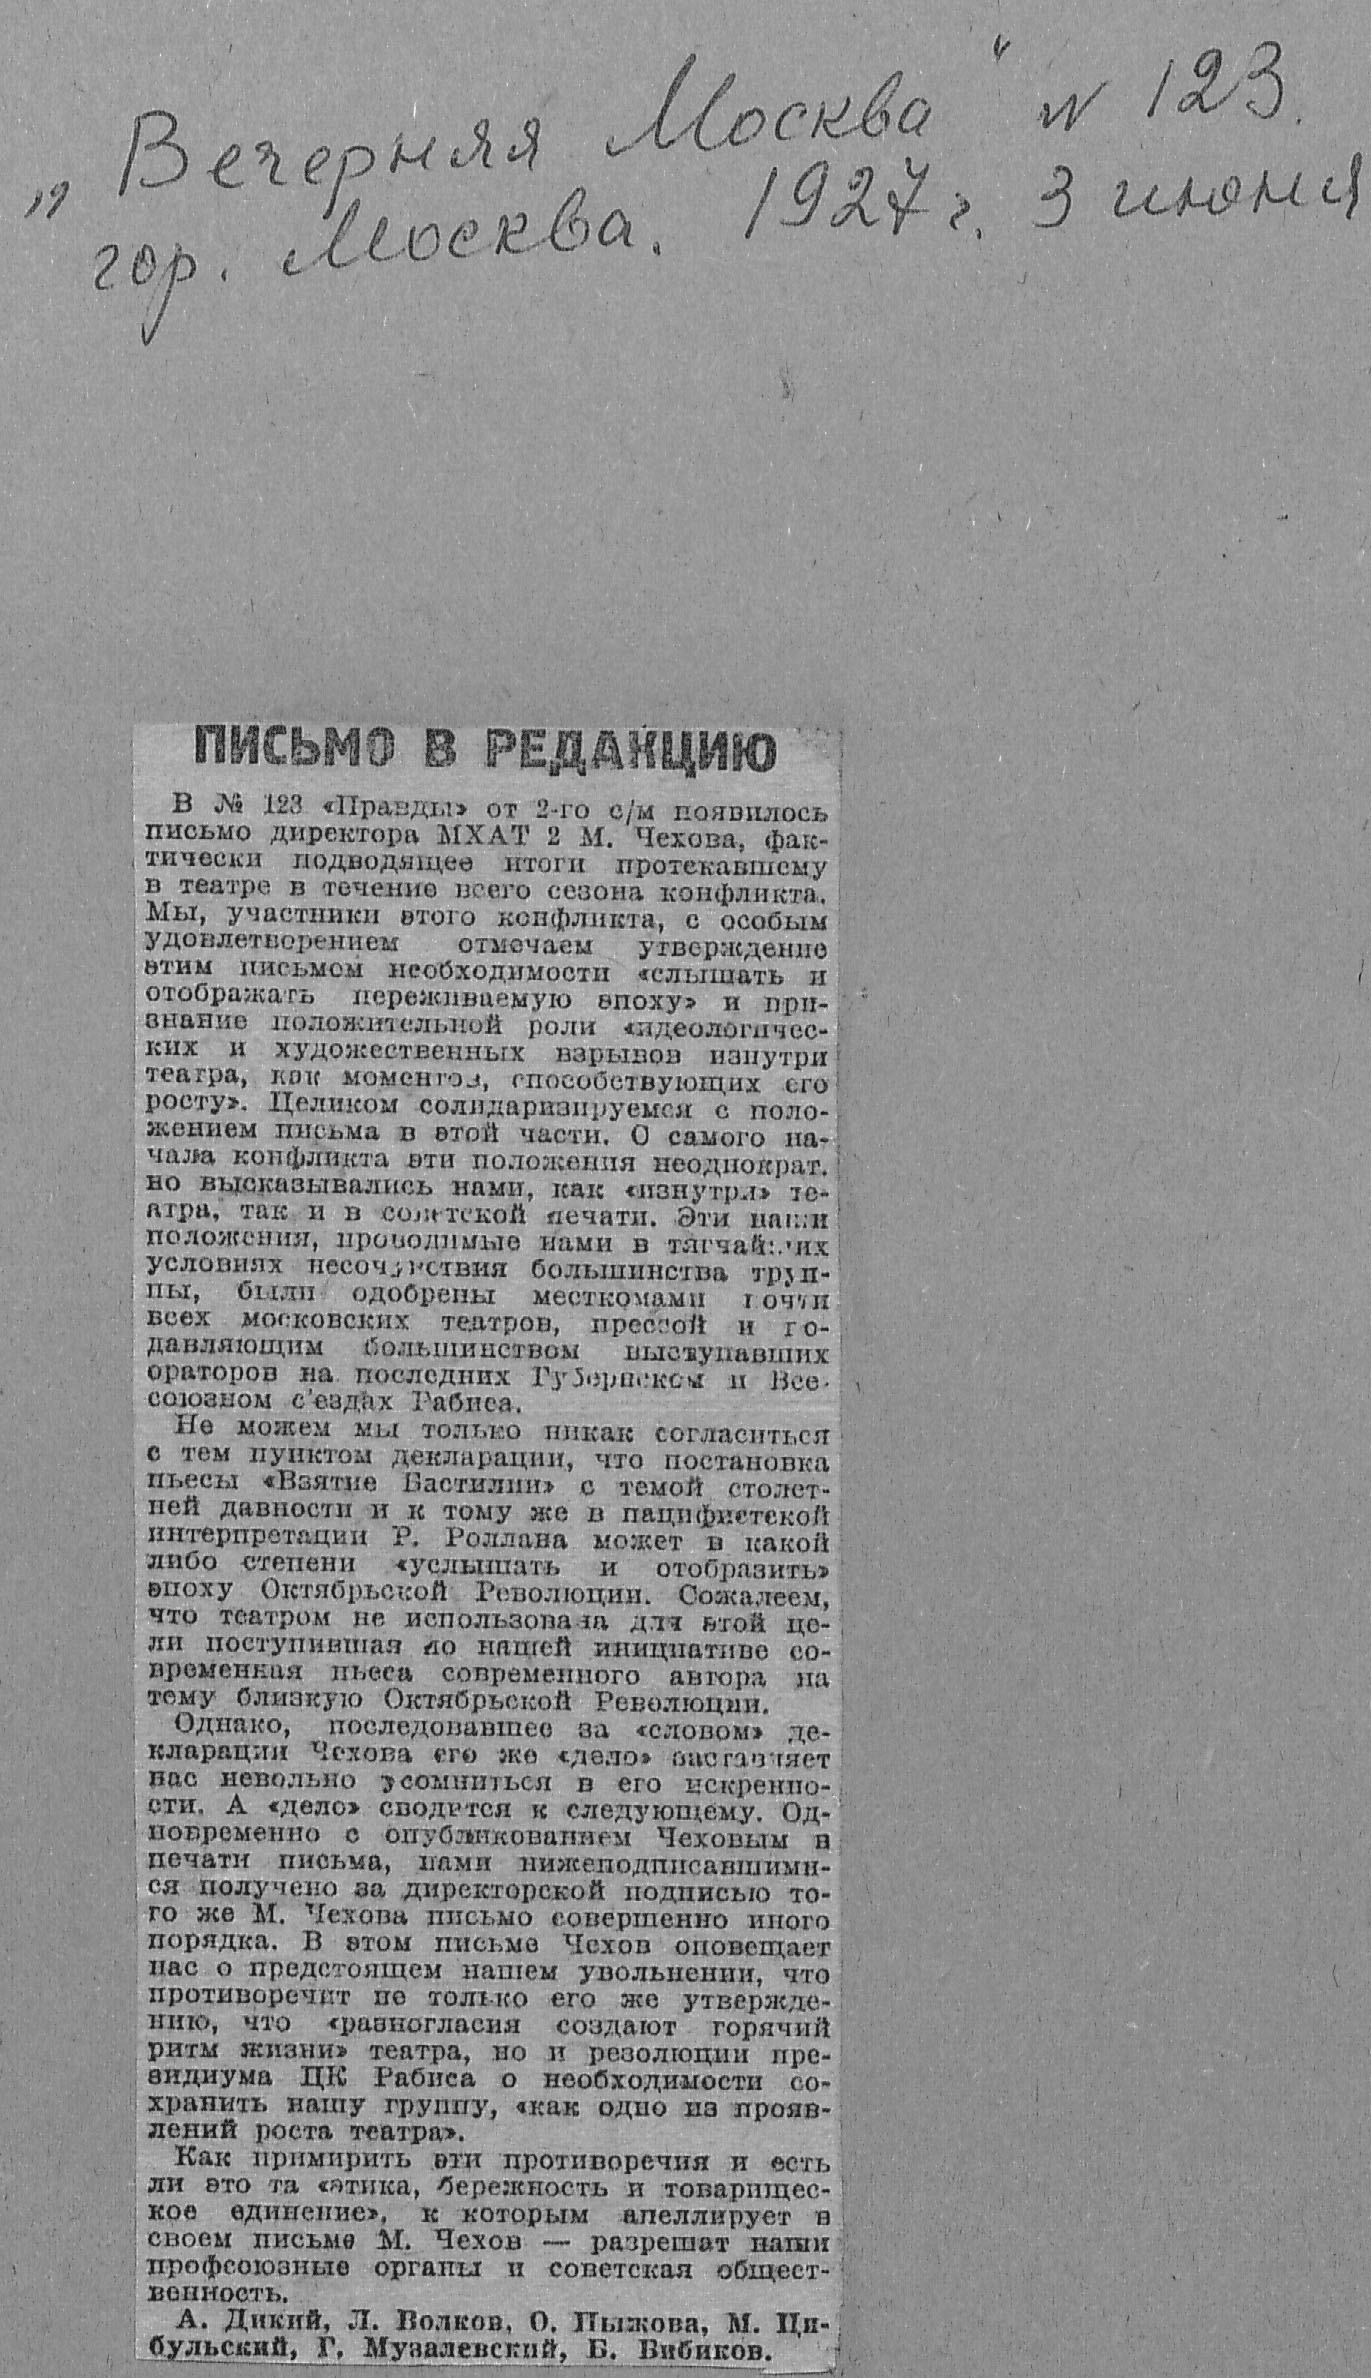 „Вечерняя Москва" № 123.
гор. Москва. 1927 г. 3 июня
ПИСЬМО В РЕДАКЦИЮ
В № 123 «Правды» от 2-го с/м появилось
письмо директора МХАТ 2 М. Чехова, фак-
тически подводящее итоги протекавшему
в театре в течение всего сезона конфликта.
Мы, участники этого конфликта, с особым
удовлетворением отмечаем утверждение
этим письмом необходимости «слышать и
отображать переживаемую эпоху» и при-
знание положительной роли «идеологичес-
ких и художественных взрывов изнутри
театра, как моментов, способствующих его
росту». Целиком солидаризируемся с поло-
жением письма в этой части. О самого на-
чала конфликта эти положения неоднократ.
но высказывались нами, как «изнутри» те-
атра, так и в советской печати. Эти наши
положения, проводимые нами в тягчайших
условиях несочувствия большинства труп-
пы, были одобрены месткомами почти
всех московских театров, прессой и по-
давляющим большинством выступавших
ораторов на последних Губернском и Все-
союзном с'ездах Рабиса.
Не можем мы только никак согласиться
с тем пунктом декларации, что постановка
пьесы «Взятие Бастилии» с темой столет-
ней давности и к тому же в пацифистской
интерпретации Р. Роллана может в какой
либо степени «услышать и отобразить»
эпоху Октябрьской Революции. Сожалеем,
что театром не использована для этой це-
ли поступившая по нашей инициативе со-
временная пьеса современного автора на
тему близкую Октябрьской Революции.
Однако, последовавшее за «словом» де-
кларации Чехова его же «дело» заставляет
нас невольно усомниться в его искренно-
сти. А «дело» сводится к следующему. Од-
новременно с опубликованием Чеховым в
печати письма, нами нижеподписавшими-
ся получено за директорской подписью то-
го же М. Чехова письмо совершенно иного
порядка. В этом письме Чехов оповещает
нас о предстоящем нашем увольнении, что
противоречит не только его же утвержде-
нию, что «разногласия создают горячий
ритм жизни» театра, но и резолюции пре-
зидиума ЦК Рабиса о необходимости со-
хранить нашу группу, «как одно из прояв-
лений роста театра».
Как примирить эти противоречия и есть
ли это та «этика, бережность и товарищес-
кое единение», к которым апеллирует в
своем письме М. Чехов — разрешат наши
профсоюзные органы и советская общест-
венность.
А. Дикий, Л. Волков, О. Пыжова, М. Ци-
бульский, Г. Музалевский, Б. Бибиков.